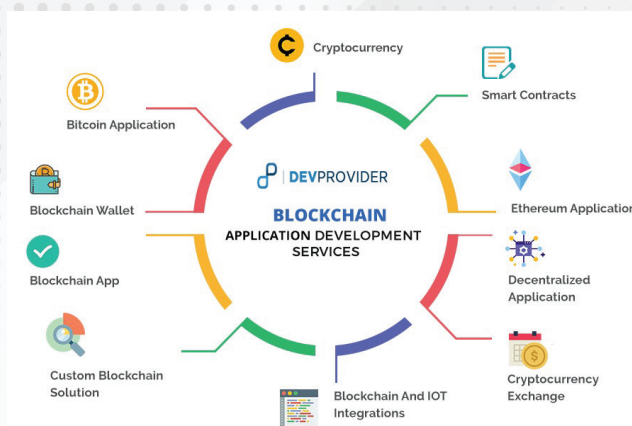 Cryptocurrency
Smart Contracts
Bitcoin Application
DEVPROVIDER
BLOCKCHAIN
APPLICATION DEVELOPMENT
SERVICES
Blockchain Wallet
Ethereum Application
Blockchain App
Decentralized
Application
Custom Blockchain
Solution
Blockchain And IOT
Integrations
Cryptocurrency
Exchange